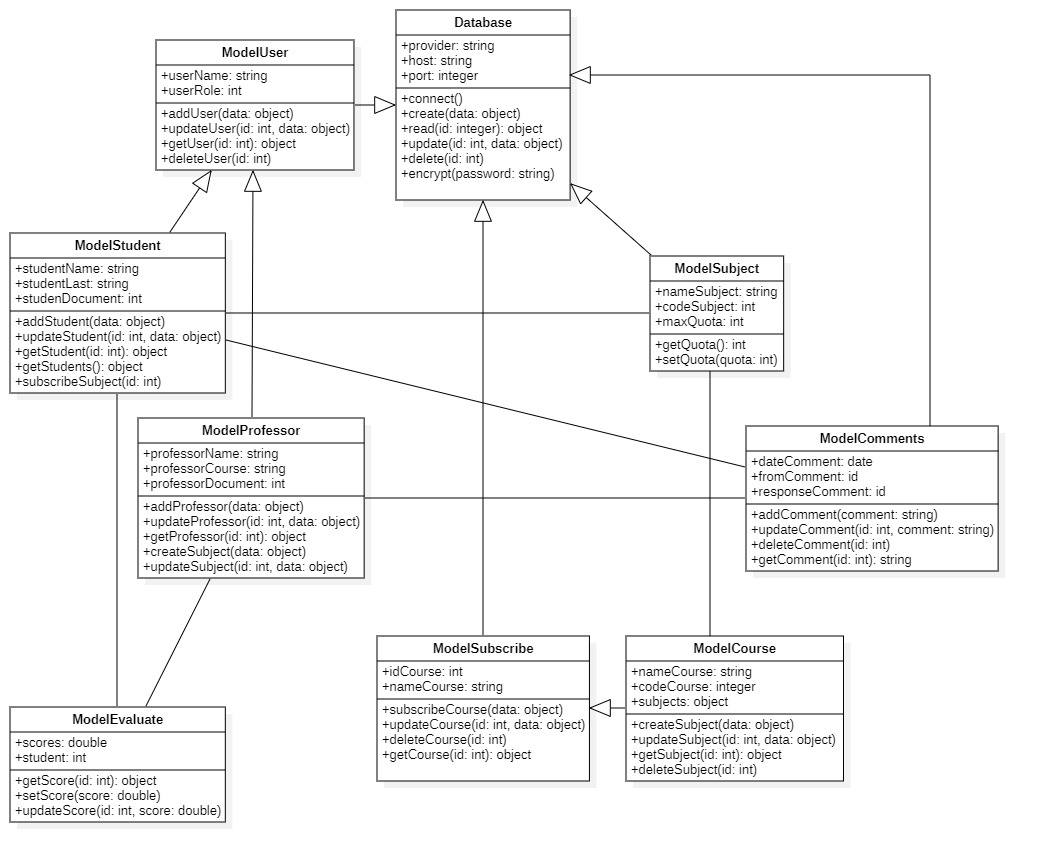 Database
+provider: string
+host: string
+port: integer
+connect()
+create(data: object)
+read(id: integer): object
+update(id: int, data: object)
+delete(id: int)
+encrypt(password: string)
ModelUser
+userName: string
+userRole: int
+addUser(data: object)
+updateUser(id: int, data: object)
+getUser(id: int): object
+deleteUser(id: int)
ModelStudent
+studentName: string
+studentLast: string
+studenDocument: int
+addStudent(data: object)
+updateStudent(id: int, data: object)
+getStudent(id: int): object
+getStudents(): object
+subscribeSubject(id: int)
ModelSubject
+nameSubject: string
+codeSubject: int
+maxQuota: int
+getQuota(): int
+setQuota(quota: int)
ModelProfessor
+professorName: string
+professorCourse: string
+professorDocument: int
+addProfessor(data: object)
+updateProfessor(id: int, data: object)
+getProfessor(id: int): object
+createSubject(data: object)
+updateSubject(id: int, data: object)
ModelComments
+dateComment: date
+fromComment: id
+responseComment: id
+addComment(comment: string)
+updateComment(id: int, comment: string)
+deleteComment(id: int)
+getComment(id: int): string
ModelSubscribe
+idCourse: int
+nameCourse: string
+subscribeCourse(data: object)
+updateCourse(id: int, data: object)
+deleteCourse(id: int)
+getCourse(id: int): object
ModelCourse
+nameCourse: string
+codeCourse: integer
+subjects: object
+createSubject(data: object)
+updateSubject(id: int, data: object)
+getSubject(id: int): object
+deleteSubject(id: int)
ModelEvaluate
+scores: double
+student: int
+getScore(id: int): object
+setScore(score: double)
+updateScore(id: int, score: double)